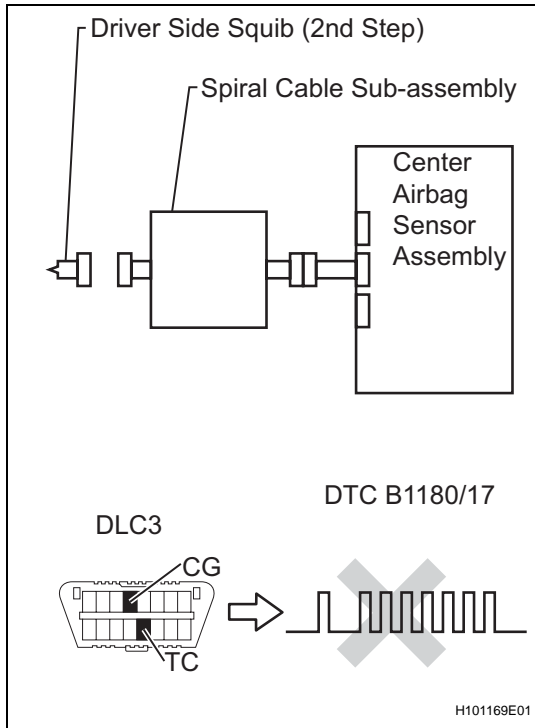 Driver Side Squib (2nd Step)
Spiral Cable Sub-assembly
Center
Airbag
Sensor
Assembly
DTC B1180/17
DLC3
CG
TC
H101169E01